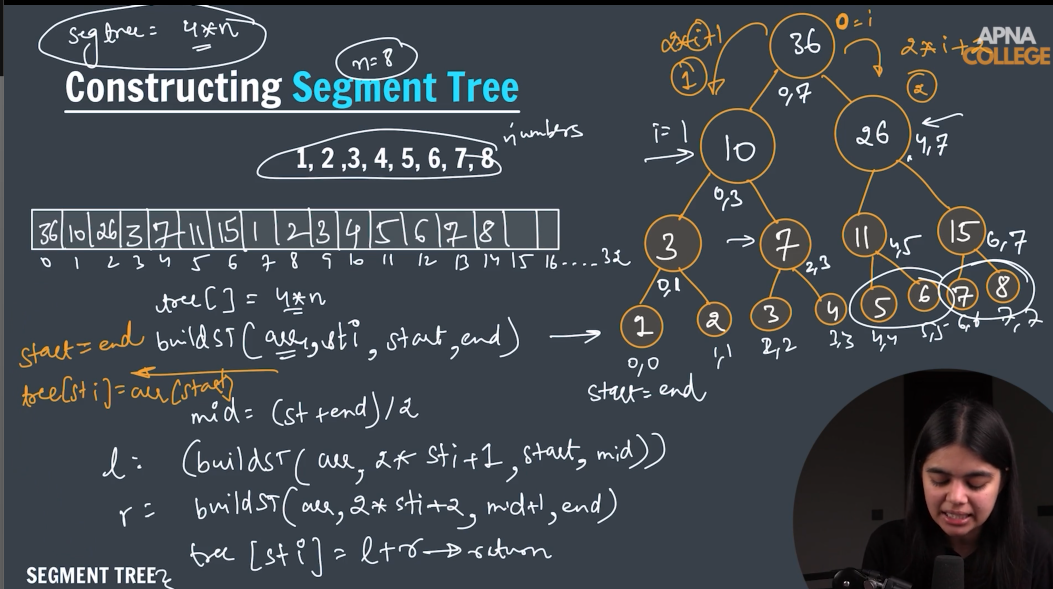 segtree = 4*n
n=8
Constructing Segment Tree
numbers
1, 2 ,3, 4, 5, 6, 7, 8
36 10 26 3 7 11 15 1 2 3 4 5 6 7 8
0 1 2 3 4 5 6 7 8 9 10 11 12 13 14 15 16....32
tree[] = 4*n
start=end buildST(arr, sti, start, end)
tree[sti]=arr[start]
mid = (st+end)/2
l: (buildST(arr, 2* sti+1, start, mid))
r= buildST(arr, 2* sti+2, mid+1, end)
tree [sti] = l+r → return
SEGMENT TREE
0=i
2*i+1
36
2*i+2
APNA
COLLEGE
1
0,7
2
i=1
10
26
4,7
0,3
3
7
11
15
0,1
2,3
4,5
6,7
1
2
3
4
5
6
7
8
0,0
1,1
2,2
3,3
4,4
5,5
6,6
7,7
start=end